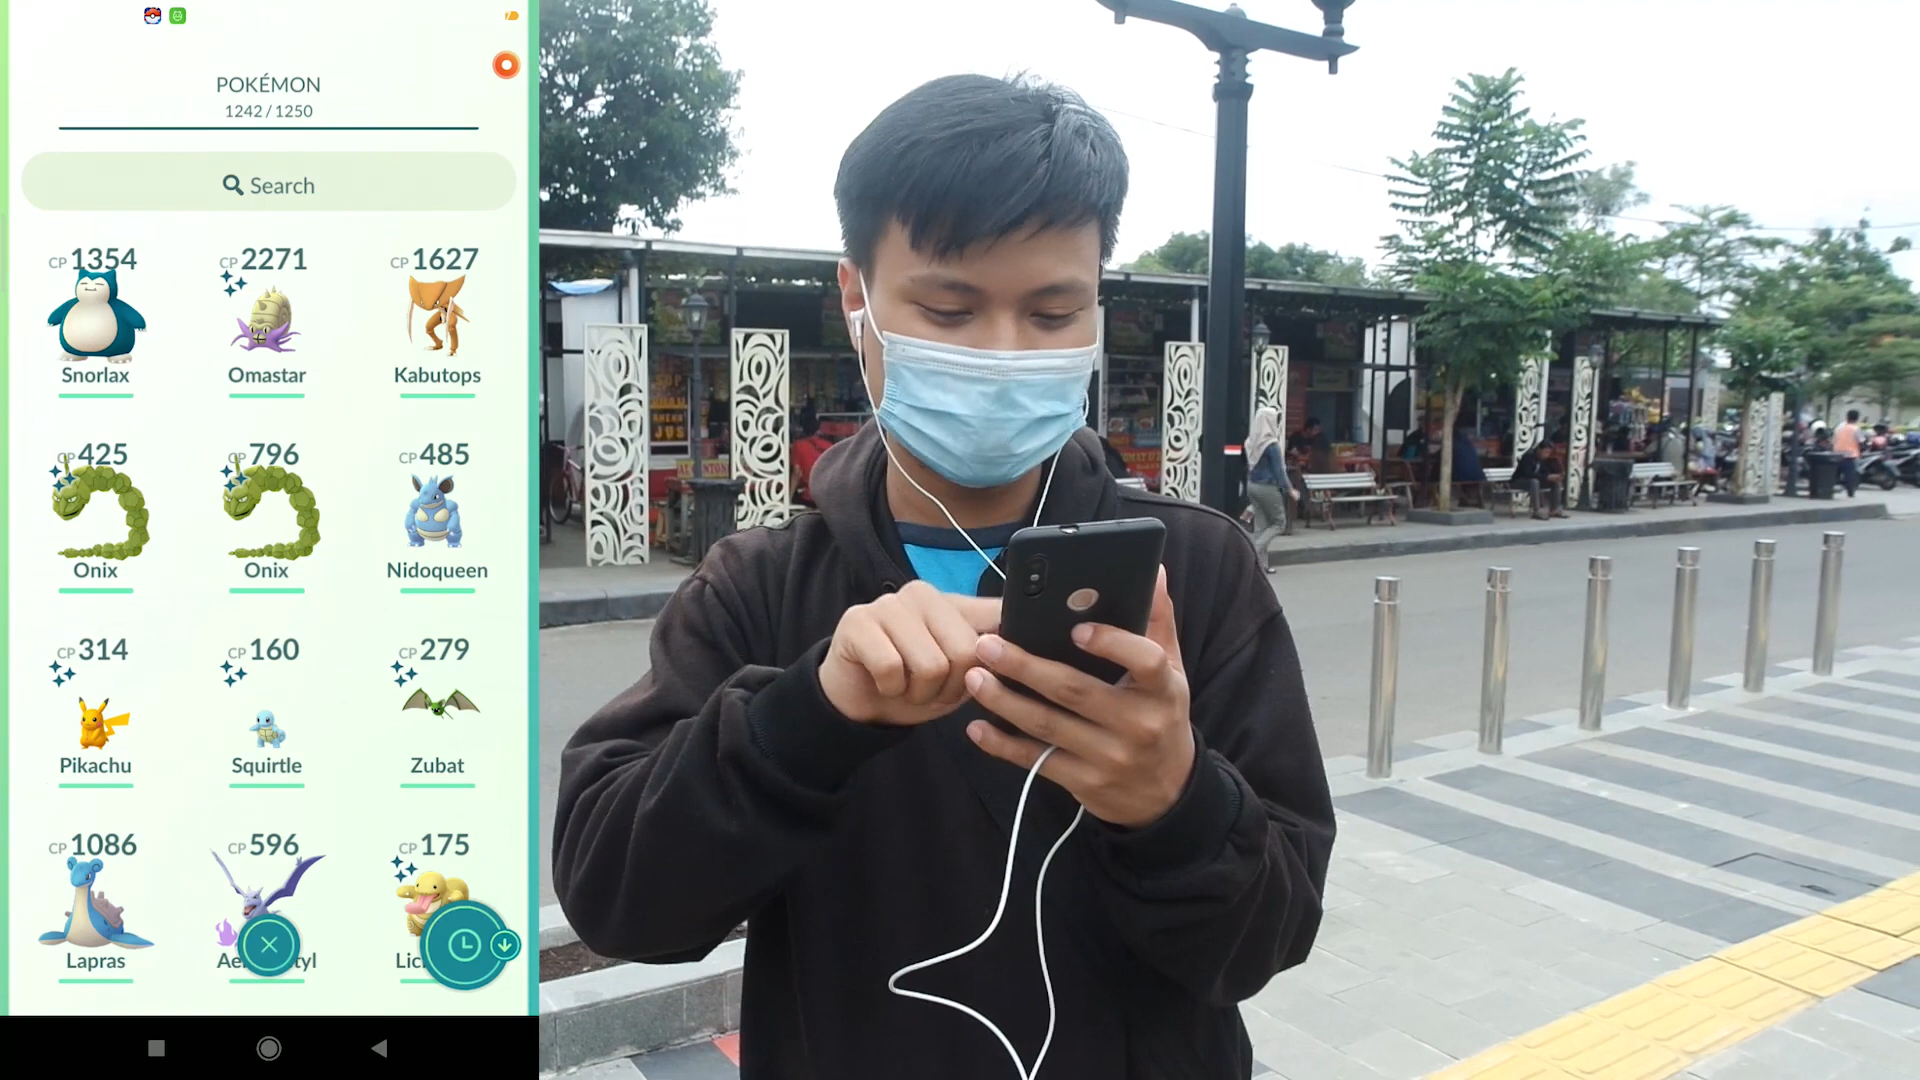 POKÉMON
1242 / 1250
Search
CP 1354
CP 2271
CP 1627
Snorlax
Omastar
Kabutops
CP 425
CP 796
CP 485
Onix
Onix
Nidoqueen
CP 314
CP 160
CP 279
Pikachu
Squirtle
Zubat
CP 1086
CP 596
CP 175
Lapras
JUS